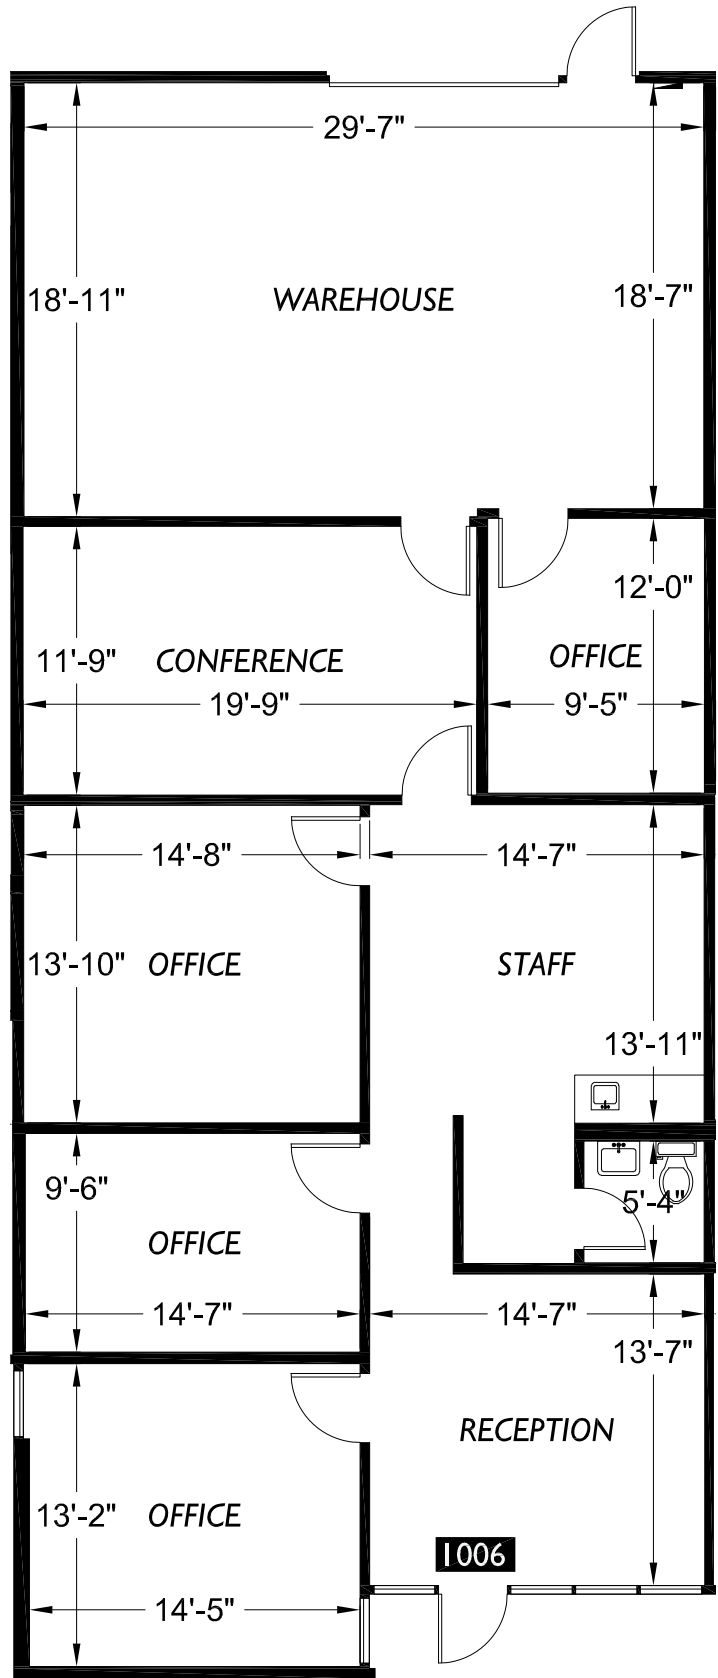 29'-7"
18'-11"
WAREHOUSE
18'-7"
12'-0"
11'-9"
CONFERENCE
OFFICE
19'-9"
9'-5"
14'-8"
14'-7"
13'-10"
OFFICE
STAFF
13'-11"
9'-6"
5'-4"
OFFICE
14'-7"
14'-7"
13'-7"
RECEPTION
13'-2"
OFFICE
1006
14'-5"